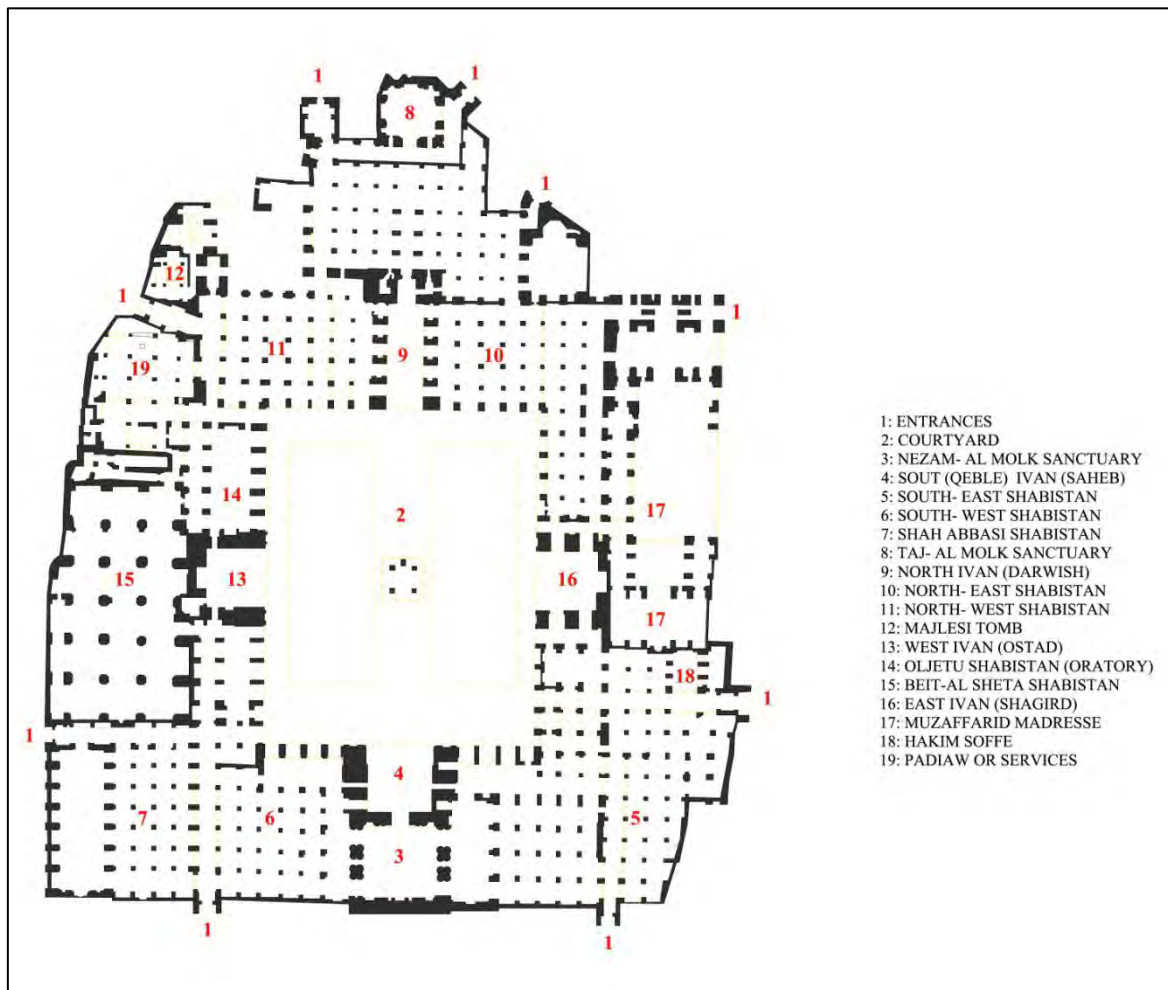 1
1
8
1
12
1
1
11
9
10
19
14
2
17
15
13
16
17
18
1
1
4
7
6
5
3
1
1
1: ENTRANCES
2: COURTYARD
3: NEZAM- AL MOLK SANCTUARY
4: SOUT (QEBLE) IVAN (SAHEB)
5: SOUTH- EAST SHABISTAN
6: SOUTH- WEST SHABISTAN
7: SHAH ABBASI SHABISTAN
8: TAJ- AL MOLK SANCTUARY
9: NORTH IVAN (DARWISH)
10: NORTH- EAST SHABISTAN
11: NORTH- WEST SHABISTAN
12: MAJLESI TOMB
13: WEST IVAN (OSTAD)
14: OLJETU SHABISTAN (ORATORY)
15: BEIT-AL SHETA SHABISTAN
16: EAST IVAN (SHAGIRD)
17: MUZAFFARID MADRESSE
18: HAKIM SOFFE
19: PADIAW OR SERVICES